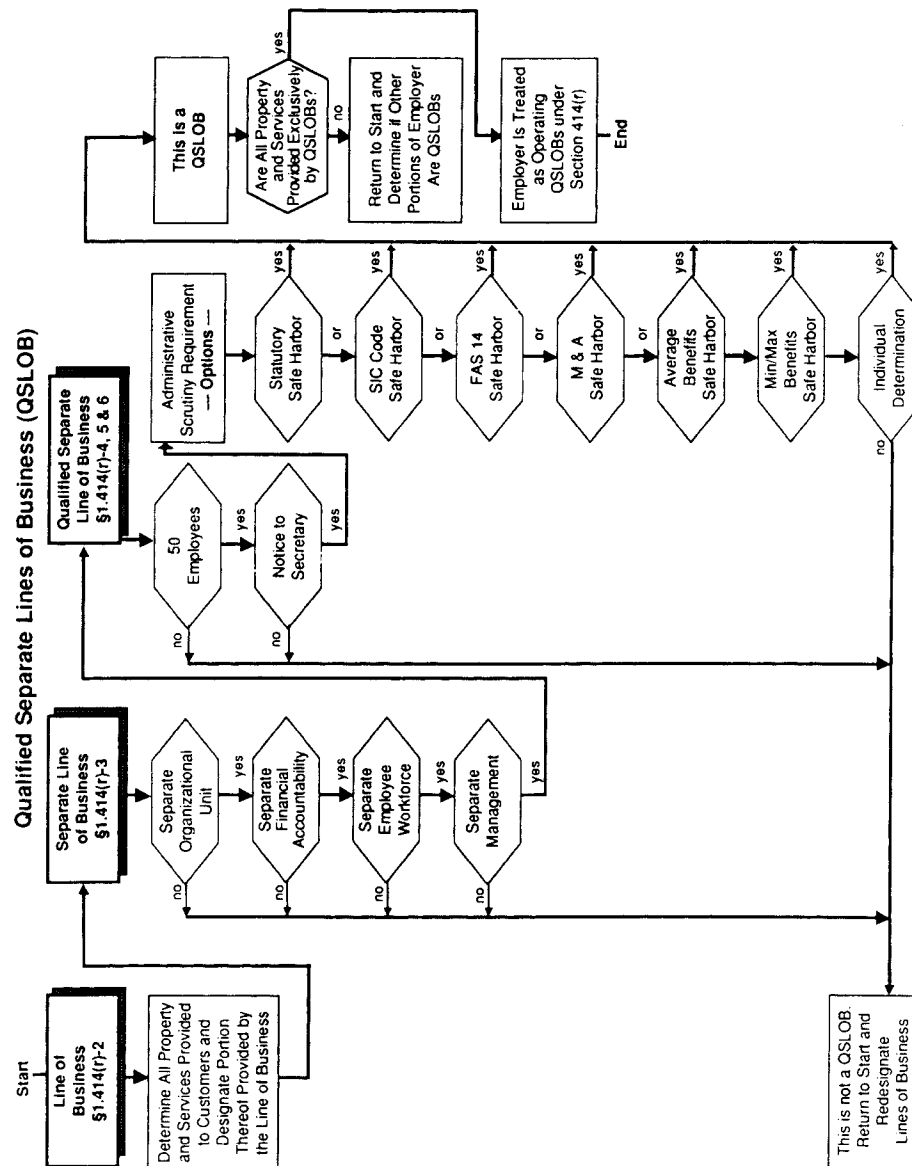 Qualified Separate Lines of Business (QSLOB)
Start
Line of
Business
§1.414(r)-2
Determine All Property
and Services Provided
to Customers and
Designate Portion
Thereof Provided by
the Line of Business
Separate Line
of Business
§1.414(r)-3
Separate
Organizational
Unit
no
yes
Separate
Financial
Accountability
no
yes
Separate
Employee
Workforce
no
yes
Separate
Management
no
yes
Qualified Separate
Line of Business
§1.414(r)-4, 5 & 6
50
Employees
no
yes
Notice to
Secretary
no
yes
Administrative
Scrutiny Requirement
--- Options ---
Statutory
Safe Harbor
yes
or
SIC Code
Safe Harbor
yes
or
FAS 14
Safe Harbor
yes
or
M & A
Safe Harbor
yes
or
Average
Benefits
Safe Harbor
yes
Min/Max
Benefits
Safe Harbor
yes
Individual
Determination
no
yes
This is a
QSLOB
Are All Property
and Services
Provided Exclusively
by QSLOBs?
yes
no
Return to Start and
Determine if Other
Portions of Employer
Are QSLOBs
Employer Is Treated
as Operating
QSLOBs under
Section 414(r)
End
This is not a QSLOB.
Return to Start and
Redesignate
Lines of Business